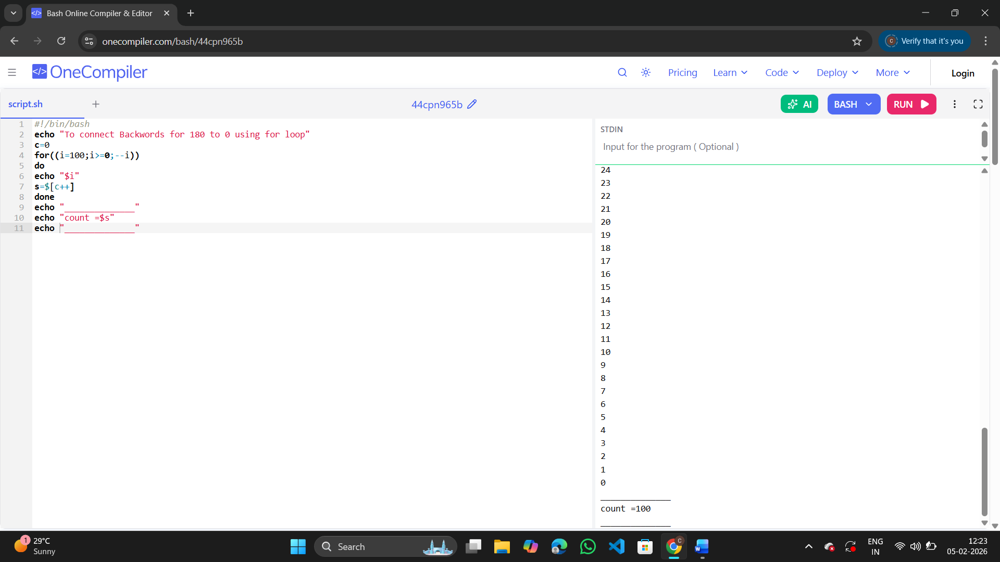 Bash Online Compiler & Editor
onecompiler.com/bash/44cpn965b
C Verify that it's you
</> OneCompiler
Pricing Learn Code Deploy More Login
script.sh
44cpn965b
AI BASH RUN
1 #!/bin/bash
2 echo "To connect Backwords for 180 to 0 using for loop"
3 c=0
4 for((i=100;i>=0;--i))
5 do
6 echo "$i"
7 s=$[c++]
8 done
9 echo "______________"
10 echo "count =$s"
11 echo "______________"
STDIN
Input for the program ( Optional )
24
23
22
21
20
19
18
17
16
15
14
13
12
11
10
9
8
7
6
5
4
3
2
1
0
______________
count =100
______________
1
29°C
Sunny
Search
C
W
ENG
IN
12:23
05-02-2026